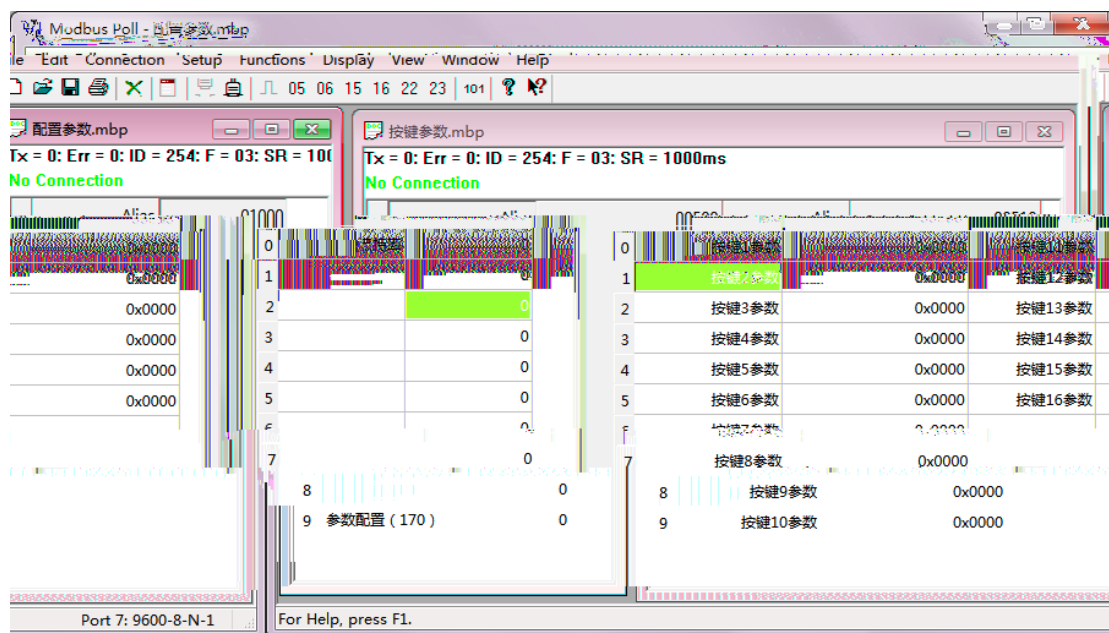 Modbus Poll - 配置参数.mbp
Edit Connection Setup Functions Display View Window Help
05 06 15 16 22 23 101
配置参数.mbp
按键参数.mbp
Tx = 0: Err = 0: ID = 254: F = 03: SR = 100
Tx = 0: Err = 0: ID = 254: F = 03: SR = 1000ms
No Connection
No Connection
Alias 01000
0 0 按键1参数 0x0000
0x0000 1 0 1 按键2参数 0x0000 按键12参数
0x0000 2 0 2 按键3参数 0x0000 按键13参数
0x0000 3 0 3 按键4参数 0x0000 按键14参数
0x0000 4 0 4 按键5参数 0x0000 按键15参数
0x0000 5 0 5 按键6参数 0x0000 按键16参数
7 0 7 按键8参数 0x0000
8 0 8 按键9参数 0x0000
9 参数配置（170） 0 9 按键10参数 0x0000
Port 7: 9600-8-N-1 For Help, press F1.